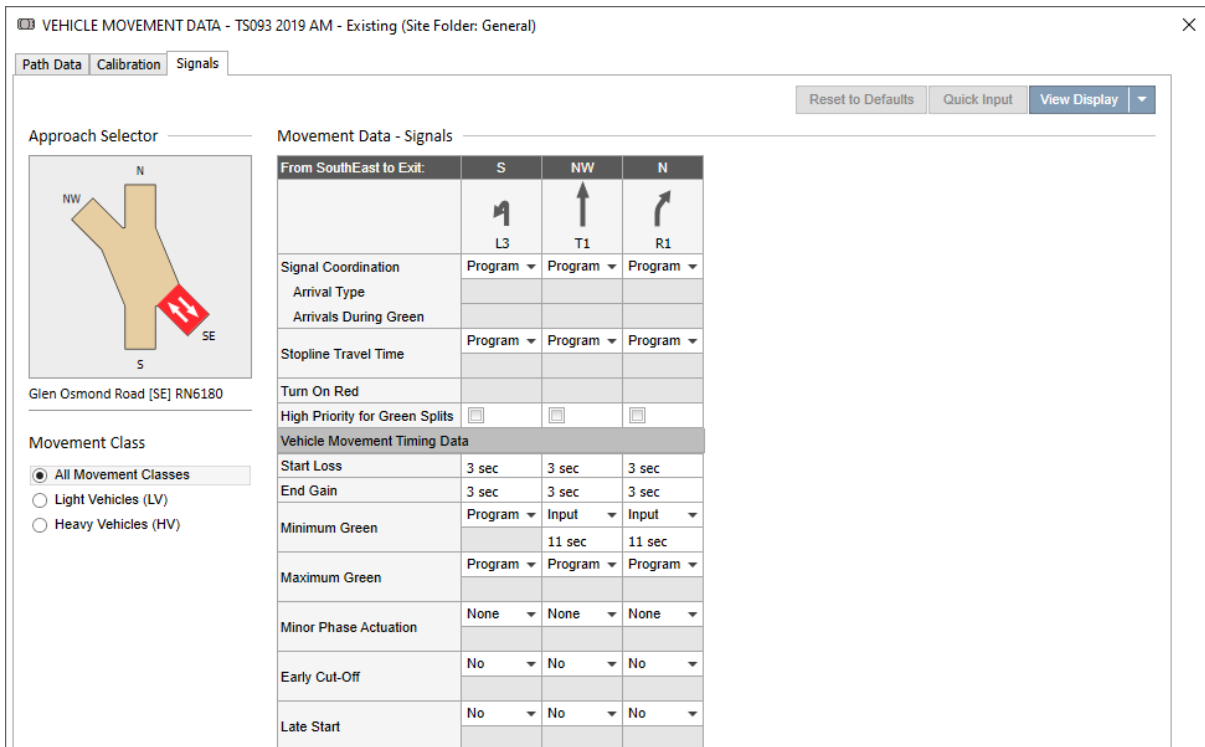 VEHICLE MOVEMENT DATA - TS093 2019 AM - Existing (Site Folder: General)
Path Data Calibration Signals
Reset to Defaults Quick Input View Display
Approach Selector
N
NW
SE
S
Glen Osmond Road [SE] RN6180
Movement Class
All Movement Classes
Light Vehicles (LV)
Heavy Vehicles (HV)
Movement Data - Signals
From SouthEast to Exit: S NW N
L3 T1 R1
Signal Coordination Program Program Program
Arrival Type
Arrivals During Green
Stopline Travel Time Program Program Program
Turn On Red
High Priority for Green Splits
Vehicle Movement Timing Data
Start Loss 3 sec 3 sec 3 sec
End Gain 3 sec 3 sec 3 sec
Minimum Green Program Input Input
11 sec 11 sec
Maximum Green Program Program Program
Minor Phase Actuation None None None
Early Cut-Off No No No
Late Start No No No